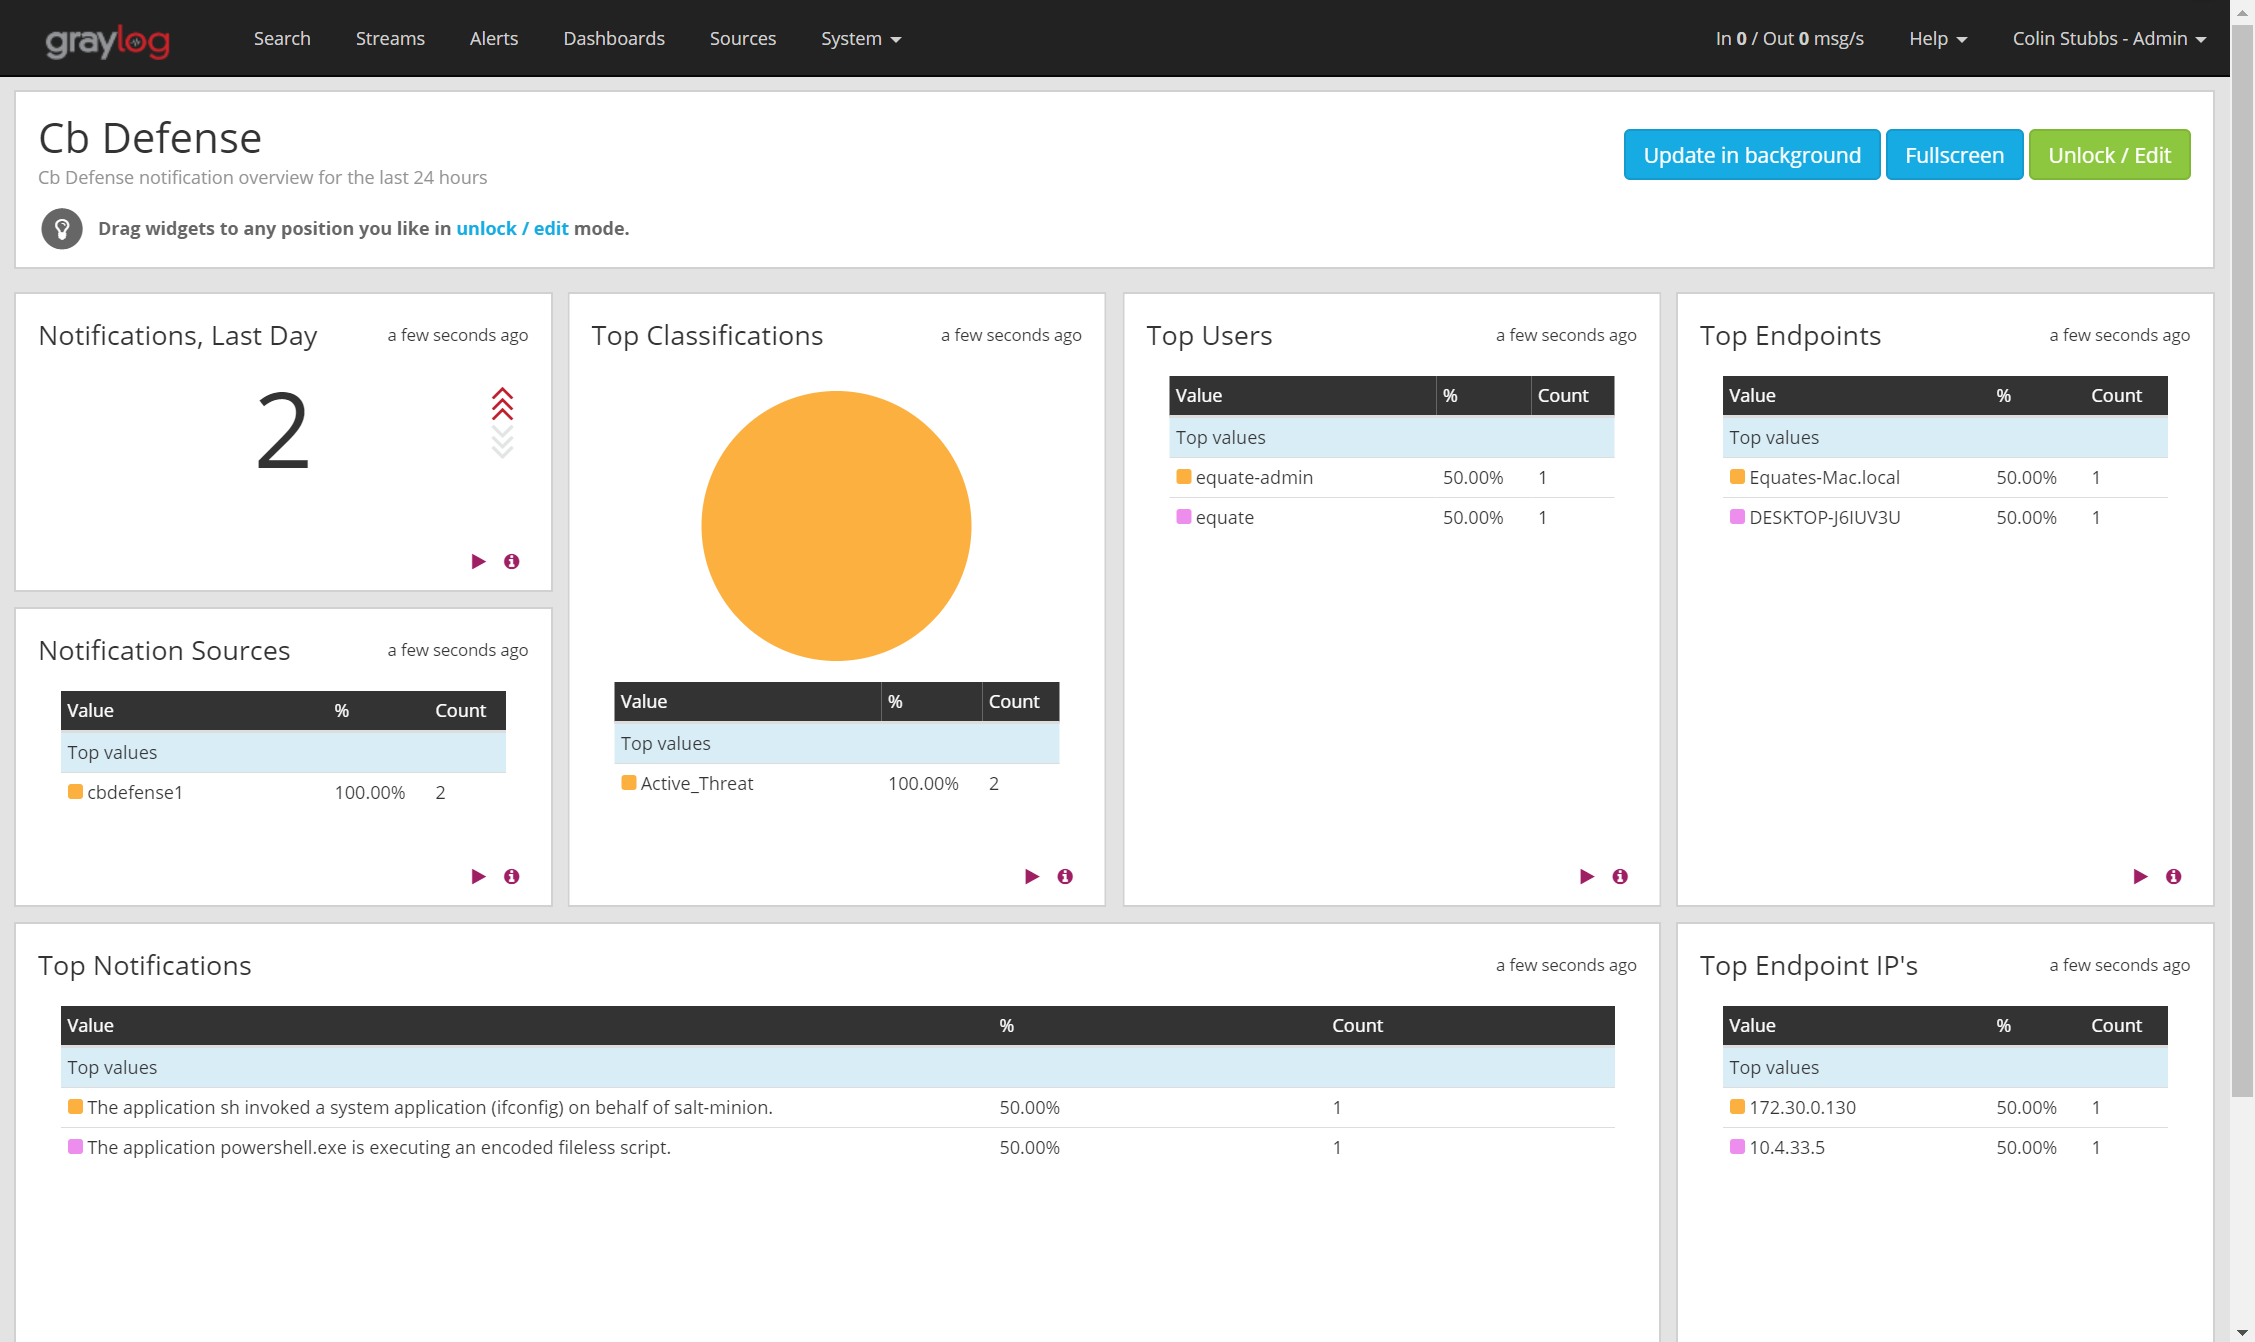 graylog Search Streams Alerts Dashboards Sources System In 0 / Out 0 msg/s Help Colin Stubbs - Admin
Cb Defense
Cb Defense notification overview for the last 24 hours
Update in background Fullscreen Unlock / Edit
Drag widgets to any position you like in unlock / edit mode.
Notifications, Last Day a few seconds ago
2
Notification Sources a few seconds ago
Value % Count
Top values
cbdefense1 100.00% 2
Top Classifications a few seconds ago
Value % Count
Top values
Active_Threat 100.00% 2
Top Users a few seconds ago
Value % Count
Top values
equate-admin 50.00% 1
equate 50.00% 1
Top Endpoints a few seconds ago
Value % Count
Top values
Equates-Mac.local 50.00% 1
DESKTOP-J6IUV3U 50.00% 1
Top Notifications a few seconds ago
Value % Count
Top values
The application sh invoked a system application (ifconfig) on behalf of salt-minion. 50.00% 1
The application powershell.exe is executing an encoded fileless script. 50.00% 1
Top Endpoint IP's a few seconds ago
Value % Count
Top values
172.30.0.130 50.00% 1
10.4.33.5 50.00% 1